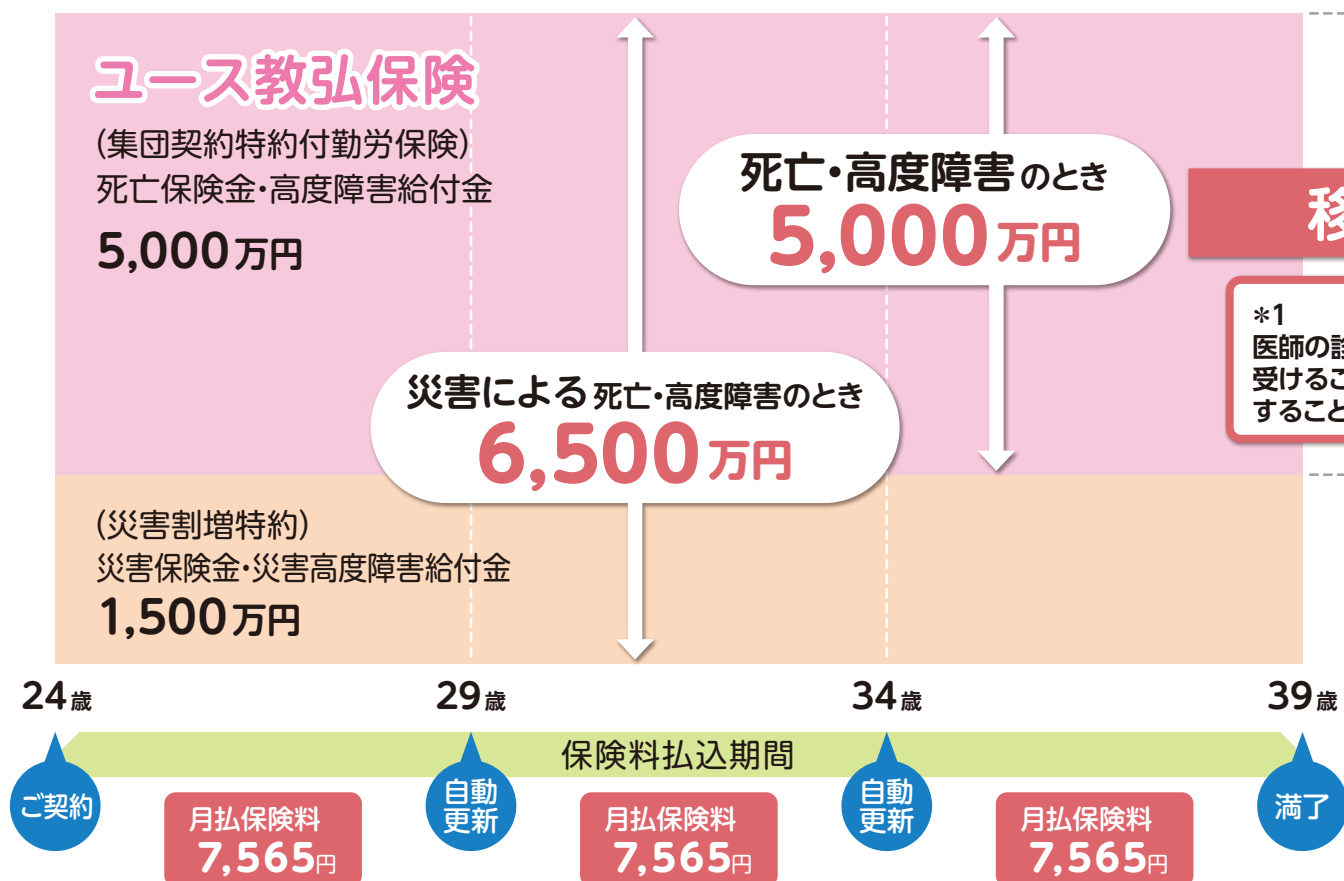 ユース教弘保険
(集団契約特約付勤労保険)
死亡保険金・高度障害給付金
5,000万円
死亡・高度障害のとき
5,000万円
移
*1
医師の診
受けるこ
すること
災害による死亡・高度障害のとき
6,500万円
(災害割増特約)
災害保険金・災害高度障害給付金
1,500万円
24歳
29歳
34歳
39歳
保険料払込期間
ご契約
自動
更新
自動
更新
満了
月払保険料
7,565円
月払保険料
7,565円
月払保険料
7,565円